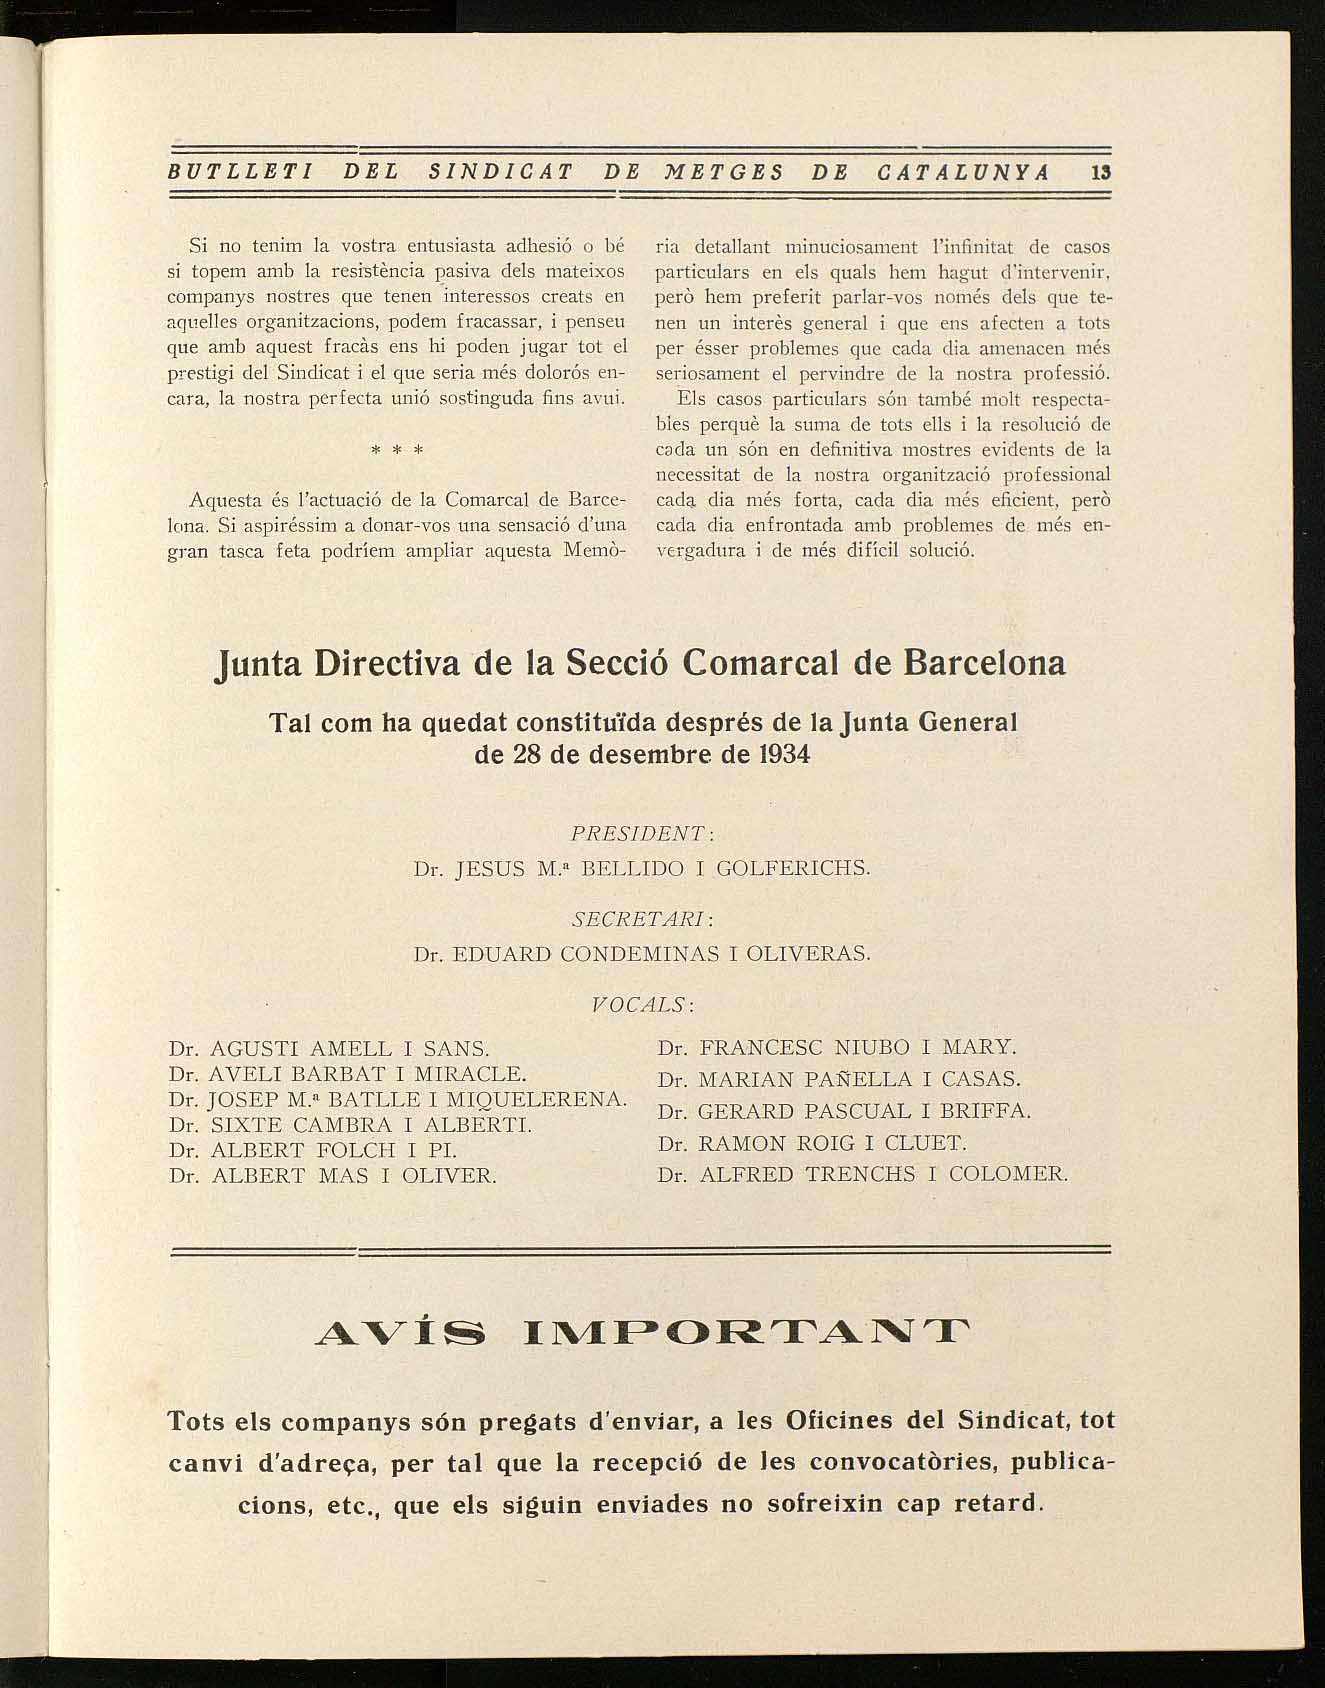 BUTLLETI DEL SINDICAT DE METGES DE CATALUNYA 13
Si no tenim la vostra entusiasta adhesió o bé
si topem amb la resistència pasiva dels mateixos
companys nostres que tenen interessos creats en
aquelles organitzacions, podem fracassar, i penseu
que amb aquest fracàs ens hi poden jugar tot el
prestigi del Sindicat i el que seria més dolorós en-
cara, la nostra perfecta unió sostinguda fins avui.
* * *
Aquesta és l'actuació de la Comarcal de Barce-
lona. Si aspiréssim a donar-vos una sensació d'una
gran tasca feta podríem ampliar aquesta Memò-
ria detallant minuciosament l'infinitat de casos
particulars en els quals hem hagut d'intervenir,
però hem preferit parlar-vos només dels que te-
nen un interès general i que ens afecten a tots
per ésser problemes que cada dia amenacen més
seriosament el pervindre de la nostra professió.
Els casos particulars són també molt respecta-
bles perquè la suma de tots ells i la resolució de
cada un són en definitiva mostres evidents de la
necessitat de la nostra organització professional
cada dia més forta, cada dia més eficient, però
cada dia enfrontada amb problemes de més en-
vergadura i de més difícil solució.
Junta Directiva de la Secció Comarcal de Barcelona
Tal com ha quedat constituïda després de la Junta General
de 28 de desembre de 1934
PRESIDENT:
Dr. JESUS M.ª BELLIDO I GOLFERICHS.
SECRETARI:
Dr. EDUARD CONDEMINAS I OLIVERAS.
VOCALS:
Dr. AGUSTI AMELL I SANS.
Dr. AVELI BARBAT I MIRACLE.
Dr. JOSEP M.ª BATLLE I MIQUELERENA.
Dr. SIXTE CAMBRA I ALBERTI.
Dr. ALBERT FOLCH I PI.
Dr. ALBERT MAS I OLIVER.
Dr. FRANCESC NIUBO I MARY.
Dr. MARIAN PAÑELLA I CASAS.
Dr. GERARD PASCUAL I BRIFFA.
Dr. RAMON ROIG I CLUET.
Dr. ALFRED TRENCHS I COLOMER.
AVÍS IMPORTANT
Tots els companys són pregats d'enviar, a les Oficines del Sindicat, tot
canvi d'adreça, per tal que la recepció de les convocatòries, publica-
cions, etc., que els siguin enviades no sofreixin cap retard.